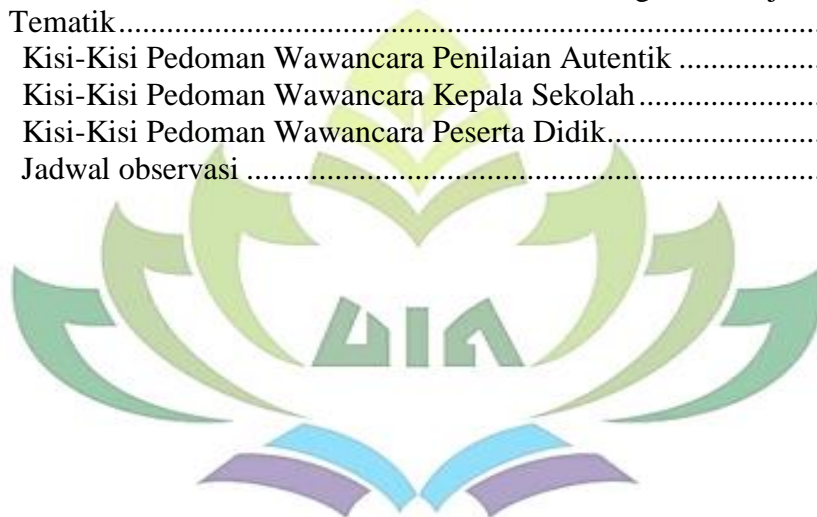 Tematik
Kisi-Kisi Pedoman Wawancara Penilaian Autentik
Kisi-Kisi Pedoman Wawancara Kepala Sekolah
Kisi-Kisi Pedoman Wawancara Peserta Didik
Jadwal observasi
UIN